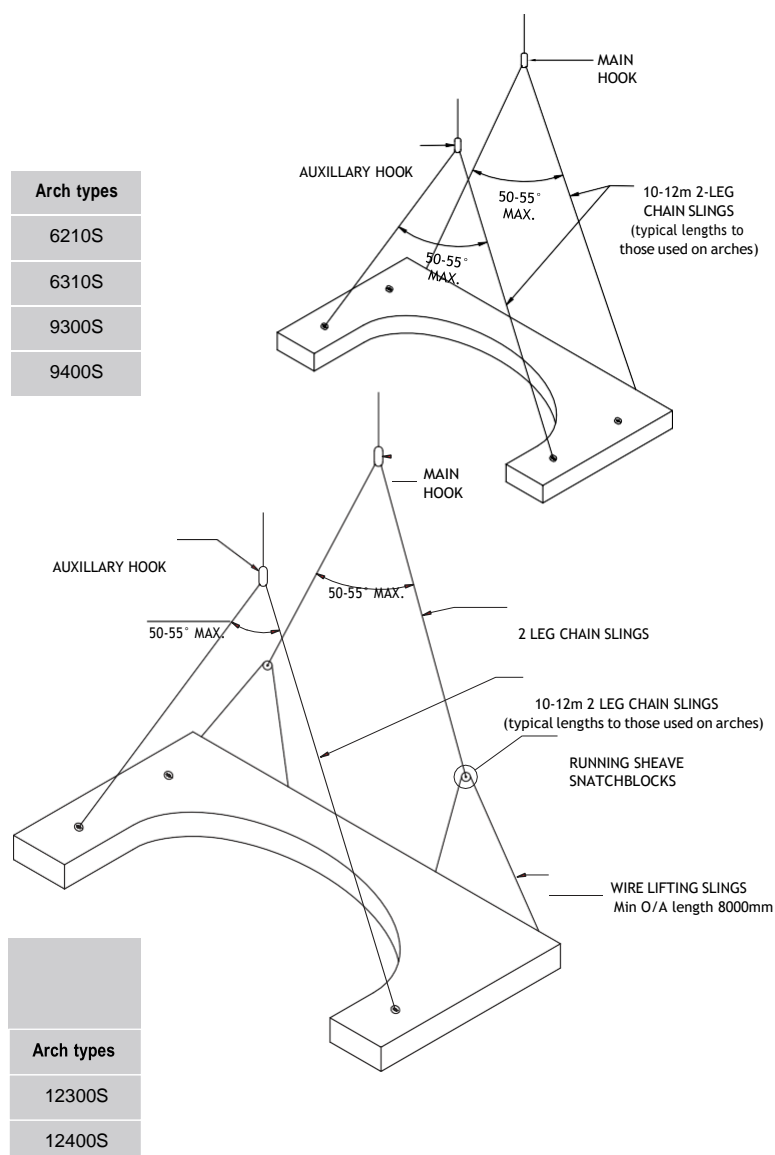 MAIN
HOOK
AUXILLARY HOOK
50-55° MAX.
50-55° MAX.
10-12m 2-LEG
CHAIN SLINGS
(typical lengths to
those used on arches)
Arch types
6210S
6310S
9300S
9400S
MAIN
HOOK
AUXILLARY HOOK
50-55° MAX.
50-55° MAX.
2 LEG CHAIN SLINGS
10-12m 2 LEG CHAIN SLINGS
(typical lengths to those used on arches)
RUNNING SHEAVE
SNATCHBLOCKS
WIRE LIFTING SLINGS
Min O/A length 8000mm
Arch types
12300S
12400S